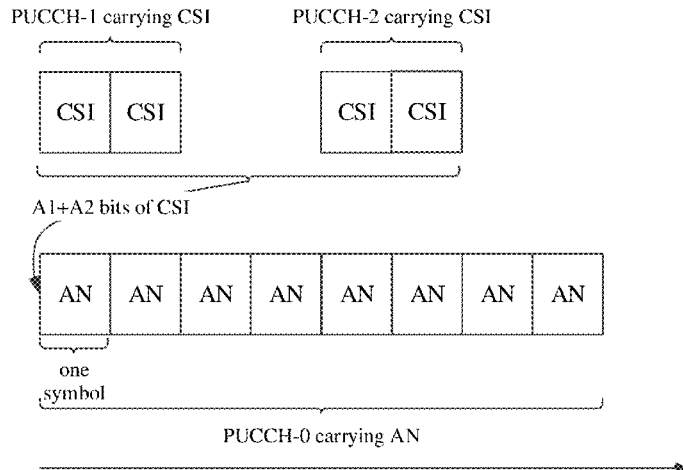 PUCCH-1 carrying CSI PUCCH-2 carrying CSI
CSI CSI CSI CSI
A1+A2 bits of CSI
AN AN AN AN AN AN AN AN
one
symbol
PUCCH-0 carrying AN